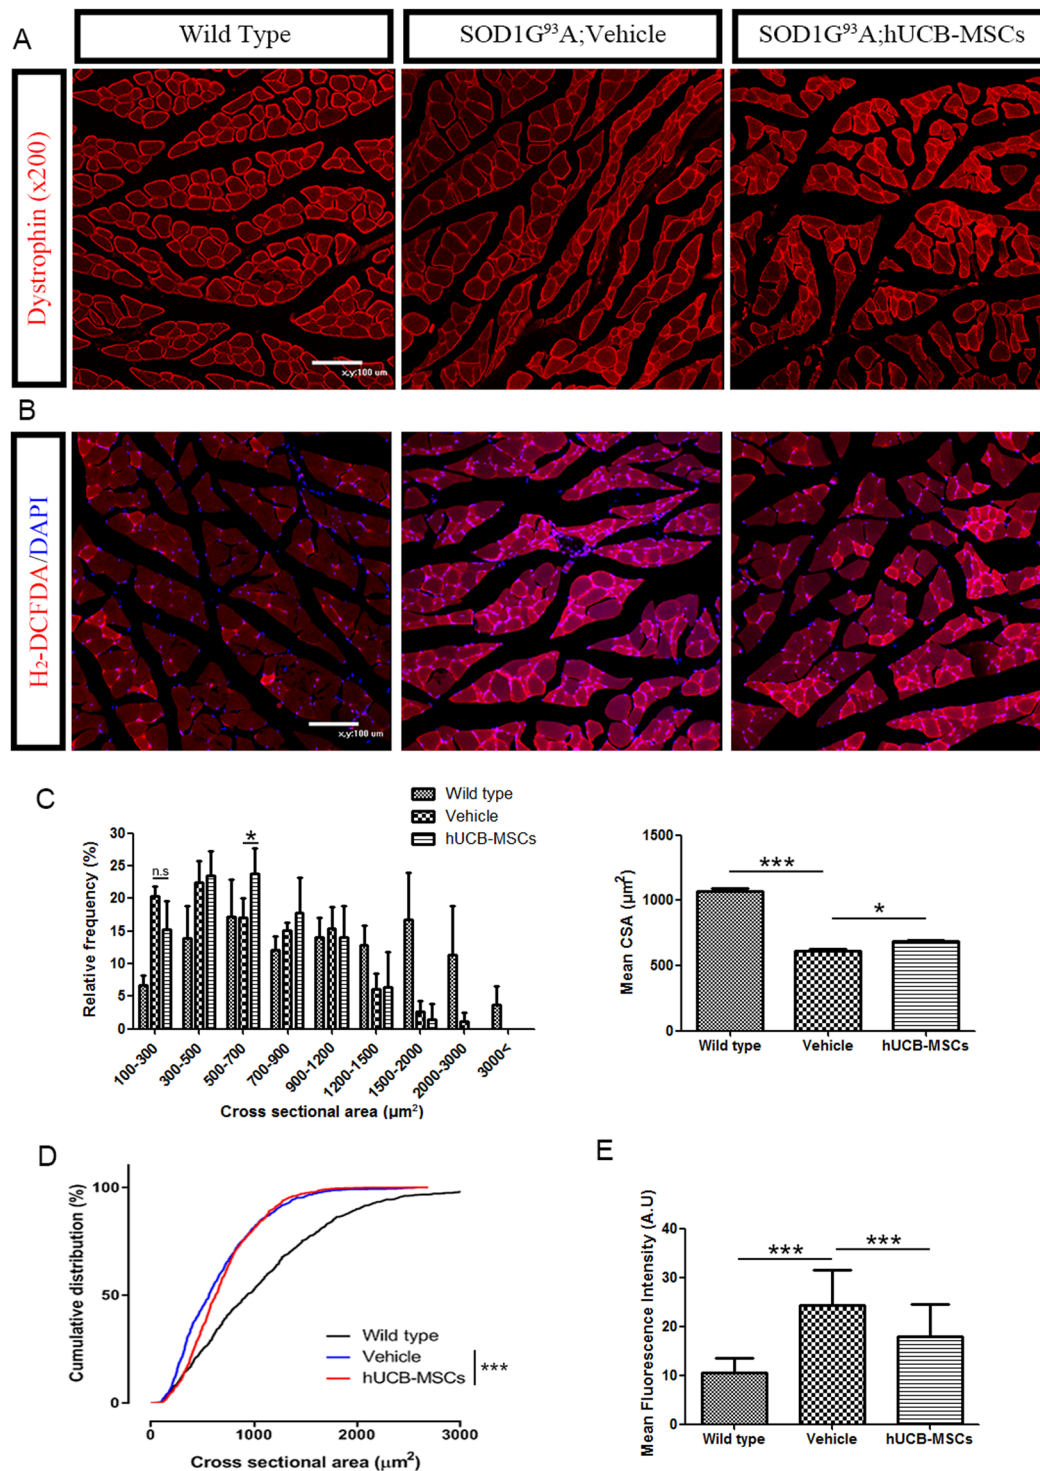 A
Wild Type
SOD1G⁹³A;Vehicle
SOD1G⁹³A;hUCB-MSCs
Dystrophin (x200)
x,y:100 um
B
H₂-DCFDA/DAPI
x,y:100 um
C
Wild type
Vehicle
hUCB-MSCs
Relative frequency (%)
30
25
20
15
10
5
0
n.s
*
100-300
300-500
500-700
700-900
900-1200
1200-1500
1500-2000
2000-3000
3000<
Cross sectional area (µm²)
Mean CSA (µm²)
1500
1000
500
0
***
*
Wild type
Vehicle
hUCB-MSCs
D
Cumulative distribution (%)
100
50
0
Wild type
Vehicle
hUCB-MSCs
***
0
1000
2000
3000
Cross sectional area (µm²)
E
Mean Fluorescence Intensity (A.U)
40
30
20
10
0
***
***
Wild type
Vehicle
hUCB-MSCs